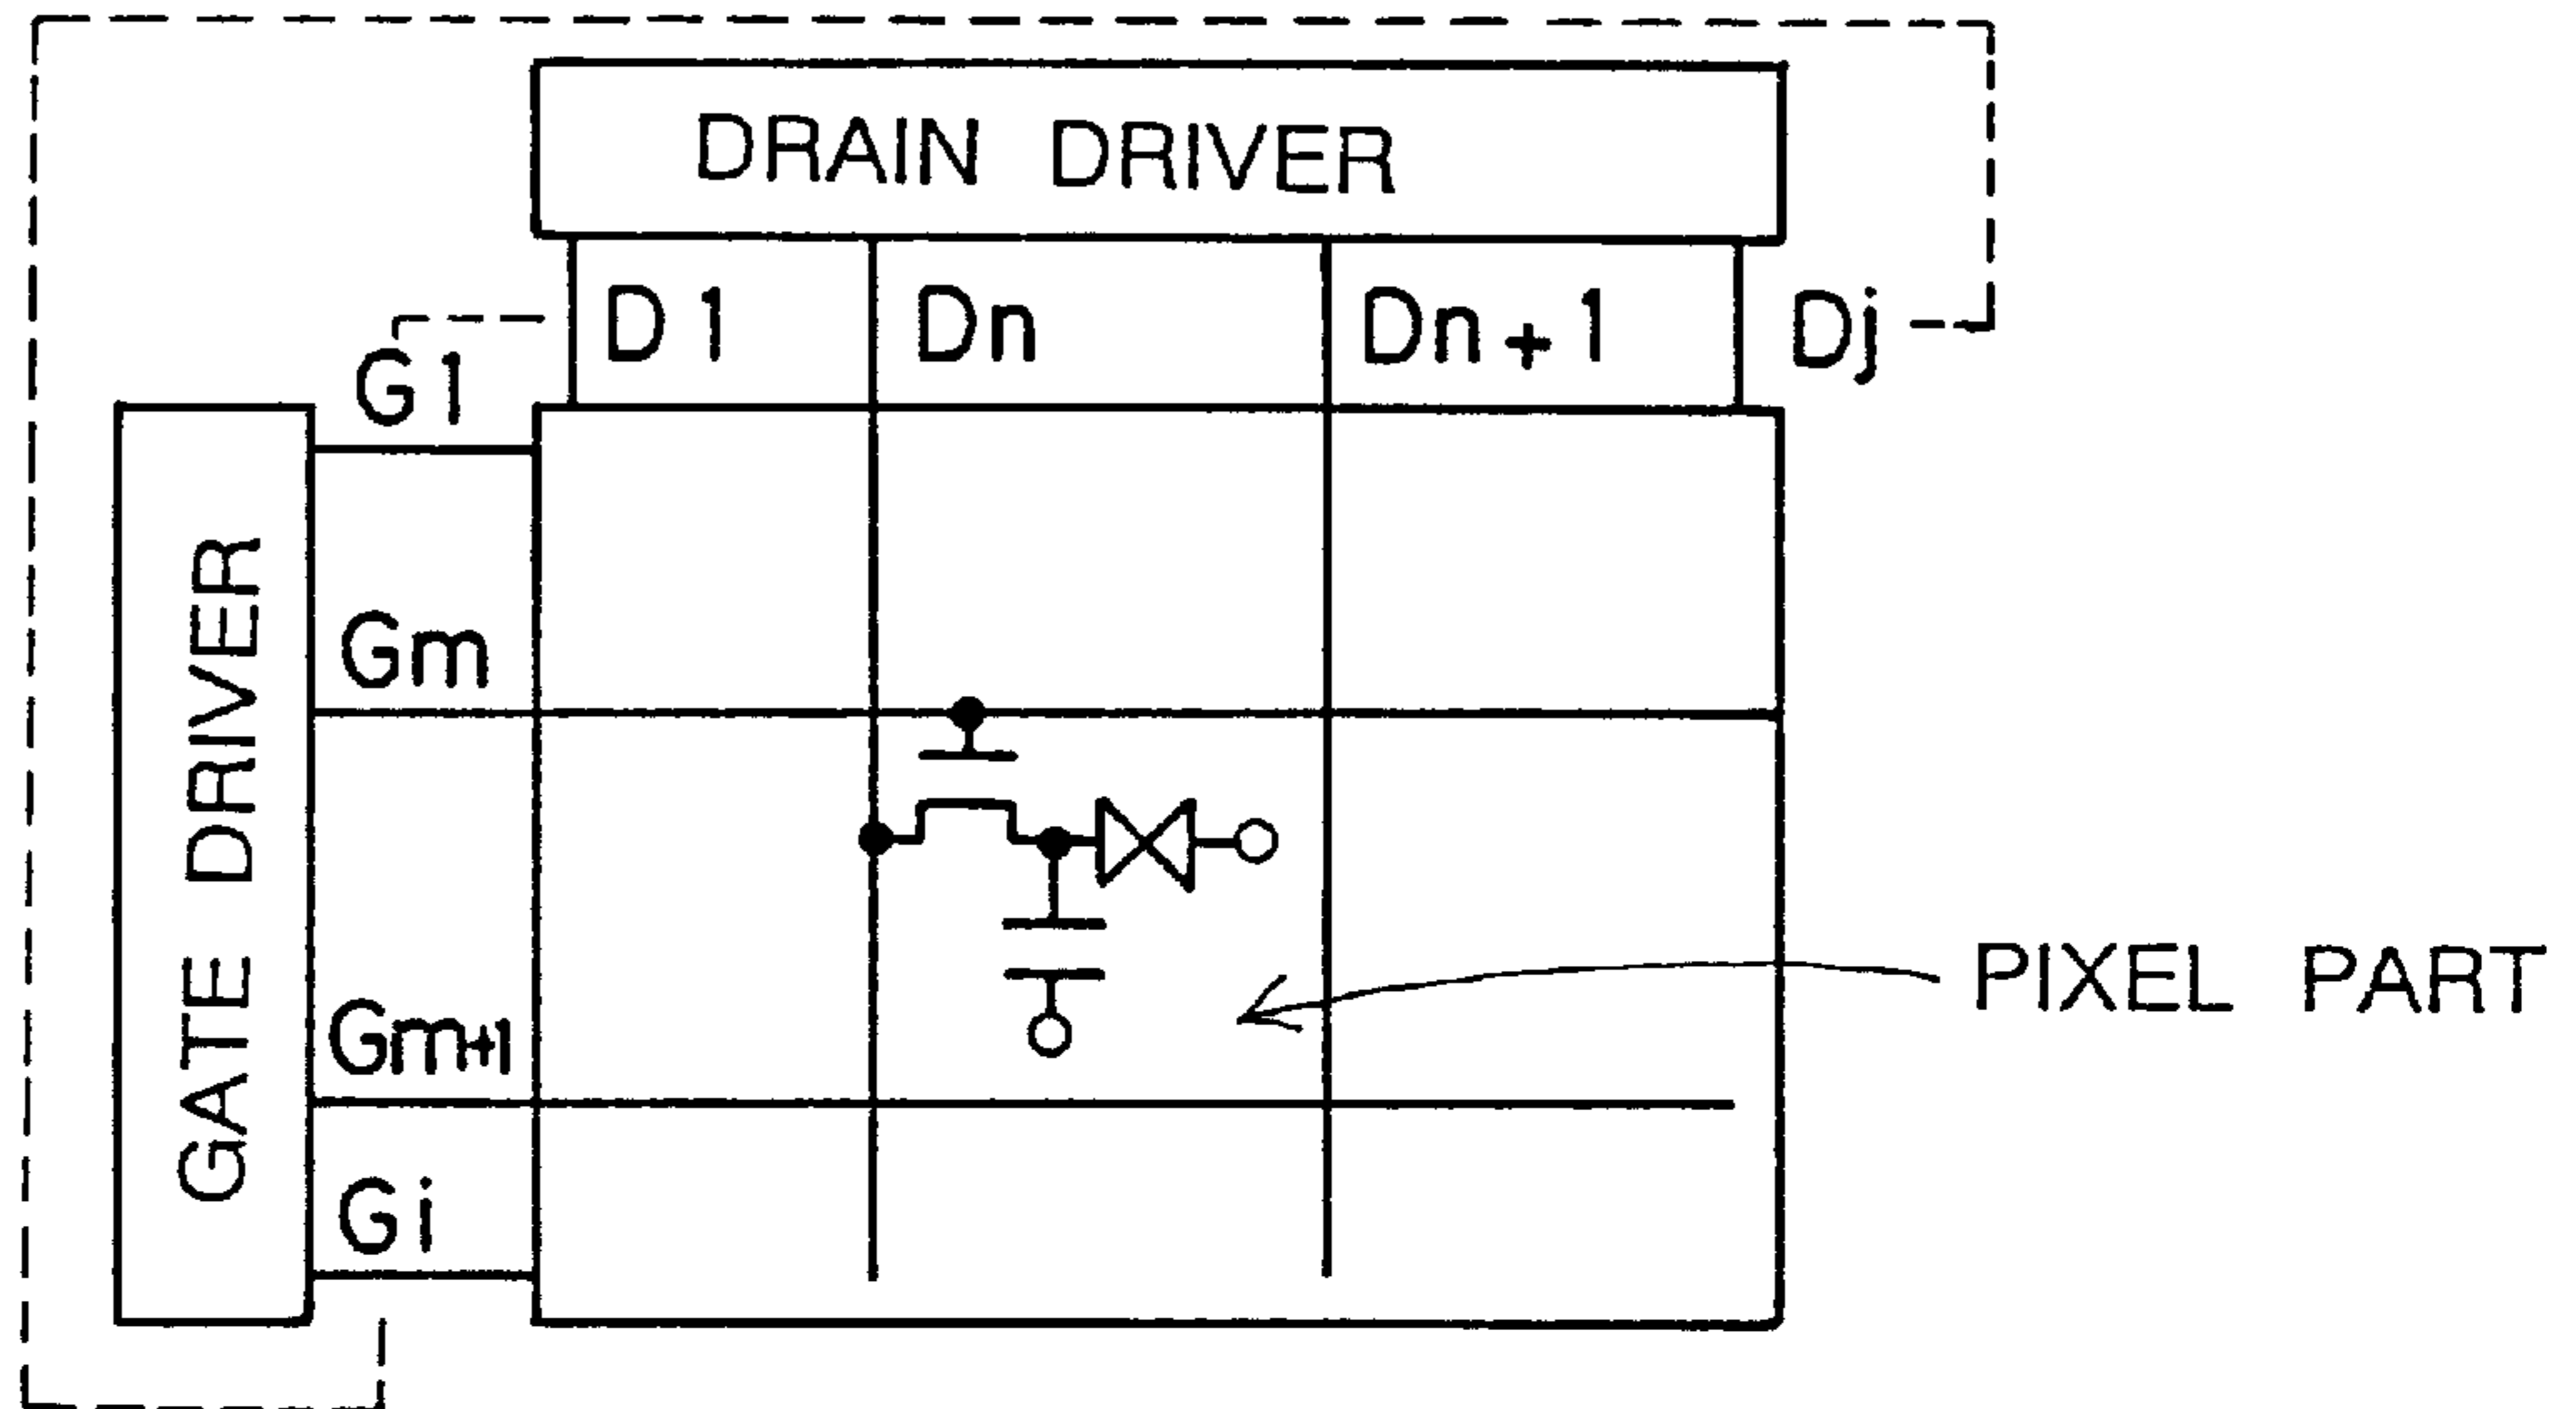 DRAIN DRIVER
D1 Dn Dn+1 Dj
G1
GATE DRIVER
Gm
PIXEL PART
Gm+1
Gi